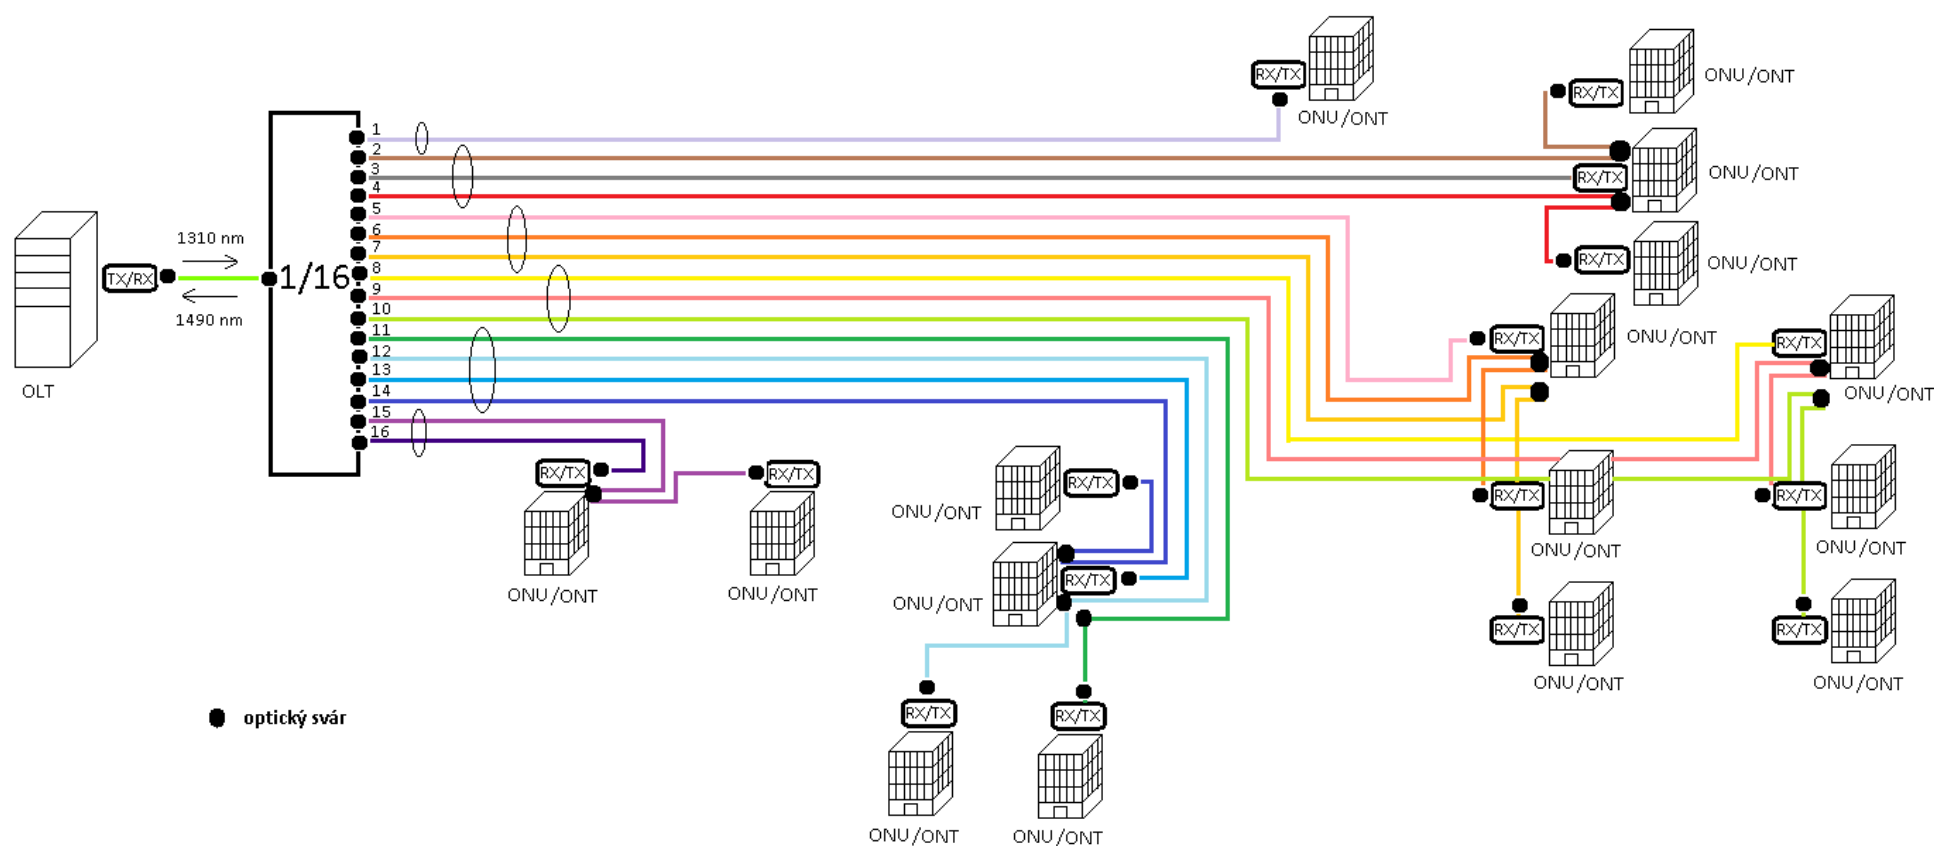 RX/TX
ONU/ONT
RX/TX
ONU/ONT
ONU/ONT
RX/TX
RX/TX
ONU/ONT
1
2
3
4
5
6
7
8
9
10
11
12
13
14
15
16
1/16
1310 nm
1490 nm
TX/RX
OLT
RX/TX
ONU/ONT
RX/TX
ONU/ONT
RX/TX
ONU/ONT
RX/TX
ONU/ONT
RX/TX
ONU/ONT
RX/TX
ONU/ONT
RX/TX
ONU/ONT
RX/TX
ONU/ONT
RX/TX
ONU/ONT
RX/TX
ONU/ONT
RX/TX
ONU/ONT
RX/TX
ONU/ONT
optický svár